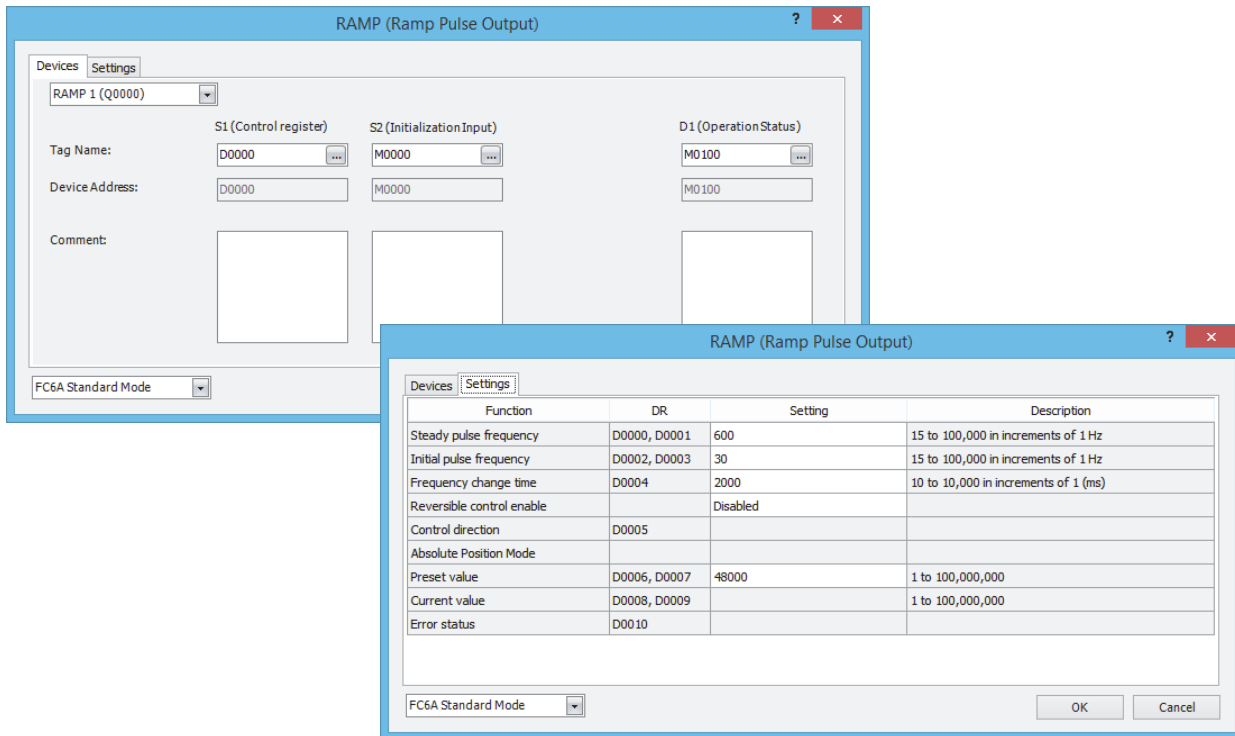 RAMP (Ramp Pulse Output) ? ×
Devices Settings
RAMP 1 (Q0000)
S1 (Control register) S2 (Initialization Input) D1 (Operation Status)
Tag Name: D0000 ... M0000 ... M0100 ...
Device Address: D0000 M0000 M0100
Comment:
FC6A Standard Mode
RAMP (Ramp Pulse Output) ? ×
Devices Settings
Function DR Setting Description
Steady pulse frequency D0000, D0001 600 15 to 100,000 in increments of 1 Hz
Initial pulse frequency D0002, D0003 30 15 to 100,000 in increments of 1 Hz
Frequency change time D0004 2000 10 to 10,000 in increments of 1 (ms)
Reversible control enable Disabled
Control direction D0005
Absolute Position Mode
Preset value D0006, D0007 48000 1 to 100,000,000
Current value D0008, D0009 1 to 100,000,000
Error status D0010
FC6A Standard Mode OK Cancel